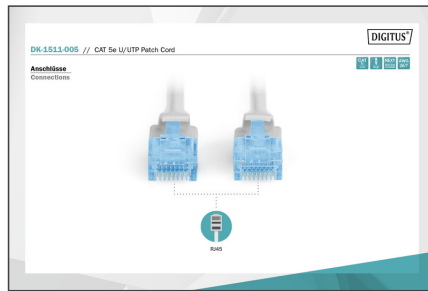 DIGITUS®
DK-1511-005 // CAT 5e U/UTP Patch Cord
Anschlüsse
Connections
RJ45